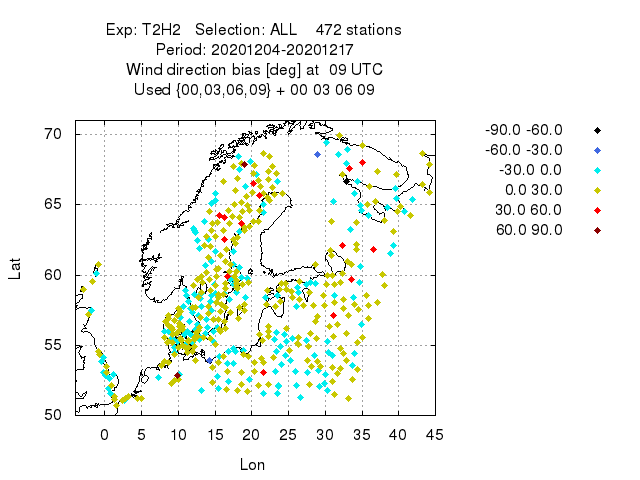 Exp: T2H2   Selection: ALL    472 stations
Period: 20201204-20201217
Wind direction bias [deg] at  09 UTC
Used {00,03,06,09} + 00 03 06 09
-90.0 -60.0
-60.0 -30.0
-30.0 0.0
0.0 30.0
30.0 60.0
60.0 90.0
70
65
60
55
50
Lat
0 5 10 15 20 25 30 35 40 45
Lon